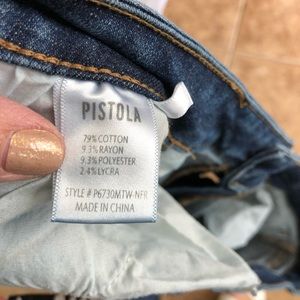 PISTOLA
79% COTTON
9.3% RAYON
9.3% POLYESTER
2.4% LYCRA
STYLE # P6730MTW-NFR
MADE IN CHINA